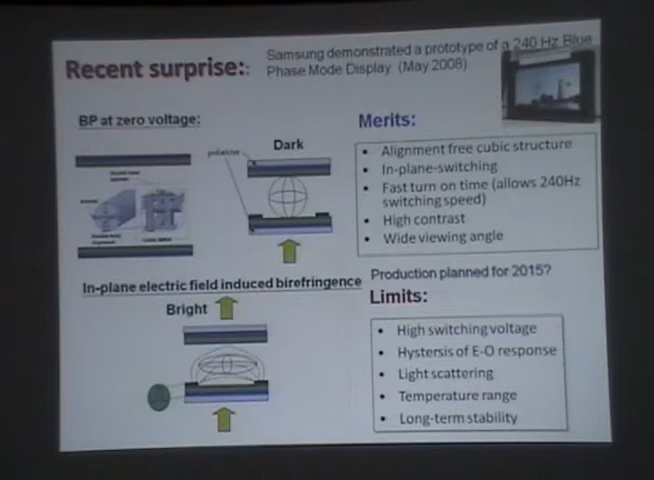 Recent surprise::
Samsung demonstrated a prototype of a 240 Hz Blue
Phase Mode Display (May 2008)
BP at zero voltage:
polarizer
Dark
Merits:
• Alignment free cubic structure
• In-plane-switching
• Fast turn on time (allows 240Hz
switching speed)
• High contrast
• Wide viewing angle
In-plane electric field induced birefringence
Bright
Production planned for 2015?
Limits:
• High switching voltage
• Hystersis of E-O response
• Light scattering
• Temperature range
• Long-term stability